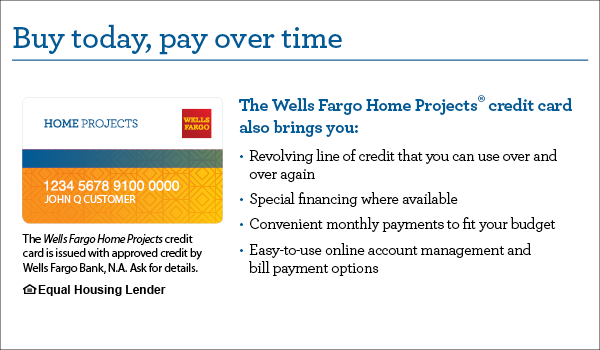 Buy today, pay over time
HOME PROJECTS
WELLS
FARGO
1234 5678 9100 0000
JOHN Q CUSTOMER
The Wells Fargo Home Projects credit
card is issued with approved credit by
Wells Fargo Bank, N.A. Ask for details.
Equal Housing Lender
The Wells Fargo Home Projects® credit card
also brings you:
• Revolving line of credit that you can use over and
over again
• Special financing where available
• Convenient monthly payments to fit your budget
• Easy-to-use online account management and
bill payment options